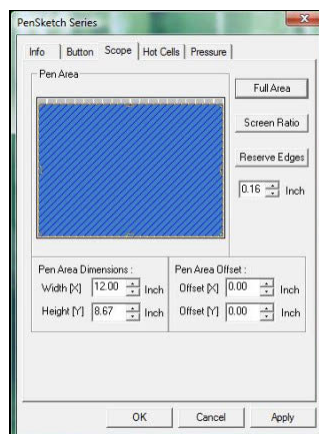 PenSketch Series
Info Button Scope Hot Cells Pressure
Pen Area
Full Area
Screen Ratio
Reserve Edges
0.16 Inch
Pen Area Dimensions : Pen Area Offset :
Width [X] 12.00 Inch Offset [X] 0.00 Inch
Height [Y] 8.67 Inch Offset [Y] 0.00 Inch
OK Cancel Apply